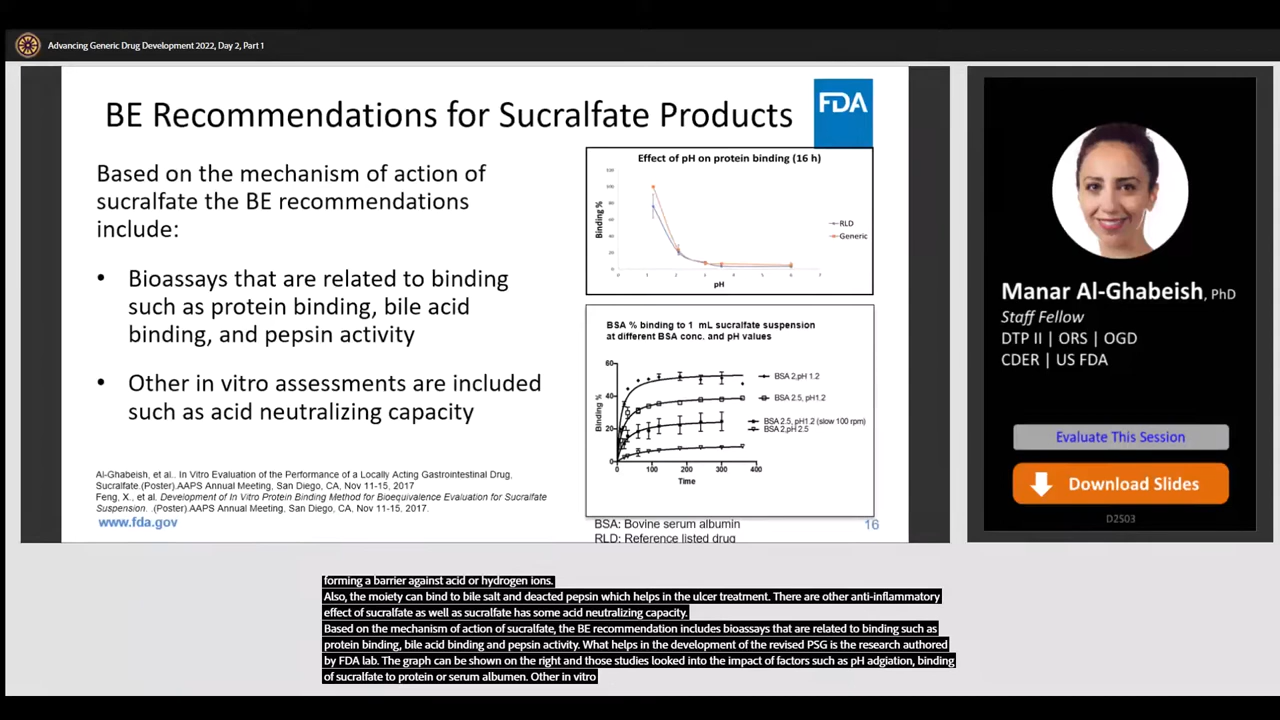 Advancing Generic Drug Development 2022, Day 2, Part 1
BE Recommendations for Sucralfate Products
FDA
Based on the mechanism of action of
sucralfate the BE recommendations
include:
• Bioassays that are related to binding
such as protein binding, bile acid
binding, and pepsin activity
• Other in vitro assessments are included
such as acid neutralizing capacity
Al-Ghabeish, et al.. In Vitro Evaluation of the Performance of a Locally Acting Gastrointestinal Drug,
Sucralfate.(Poster).AAPS Annual Meeting, San Diego, CA, Nov 11-15, 2017
Feng, X., et al. Development of In Vitro Protein Binding Method for Bioequivalence Evaluation for Sucralfate
Suspension. .(Poster).AAPS Annual Meeting, San Diego, CA, Nov 11-15, 2017.
www.fda.gov
Effect of pH on protein binding (16 h)
Binding %
120
100
80
60
40
20
0
0 1 2 3 4 5 6 7
pH
RLD
Generic
BSA % binding to 1 mL sucralfate suspension
at different BSA conc. and pH values
Binding %
60
40
20
0
0 100 200 300 400
Time
BSA 2,pH 1.2
BSA 2.5, pH1.2
BSA 2.5, pH1.2 (slow 100 rpm)
BSA 2,pH 2.5
BSA: Bovine serum albumin
RLD: Reference listed drug
16
Manar Al-Ghabeish, PhD
Staff Fellow
DTP II | ORS | OGD
CDER | US FDA
Evaluate This Session
Download Slides
D2S03
forming a barrier against acid or hydrogen ions.
Also, the moiety can bind to bile salt and deacted pepsin which helps in the ulcer treatment. There are other anti-inflammatory
effect of sucralfate as well as sucralfate has some acid neutralizing capacity.
Based on the mechanism of action of sucralfate, the BE recommendation includes bioassays that are related to binding such as
protein binding, bile acid binding and pepsin activity. What helps in the development of the revised PSG is the research authored
by FDA lab. The graph can be shown on the right and those studies looked into the impact of factors such as pH adgiation, binding
of sucralfate to protein or serum albumen. Other in vitro